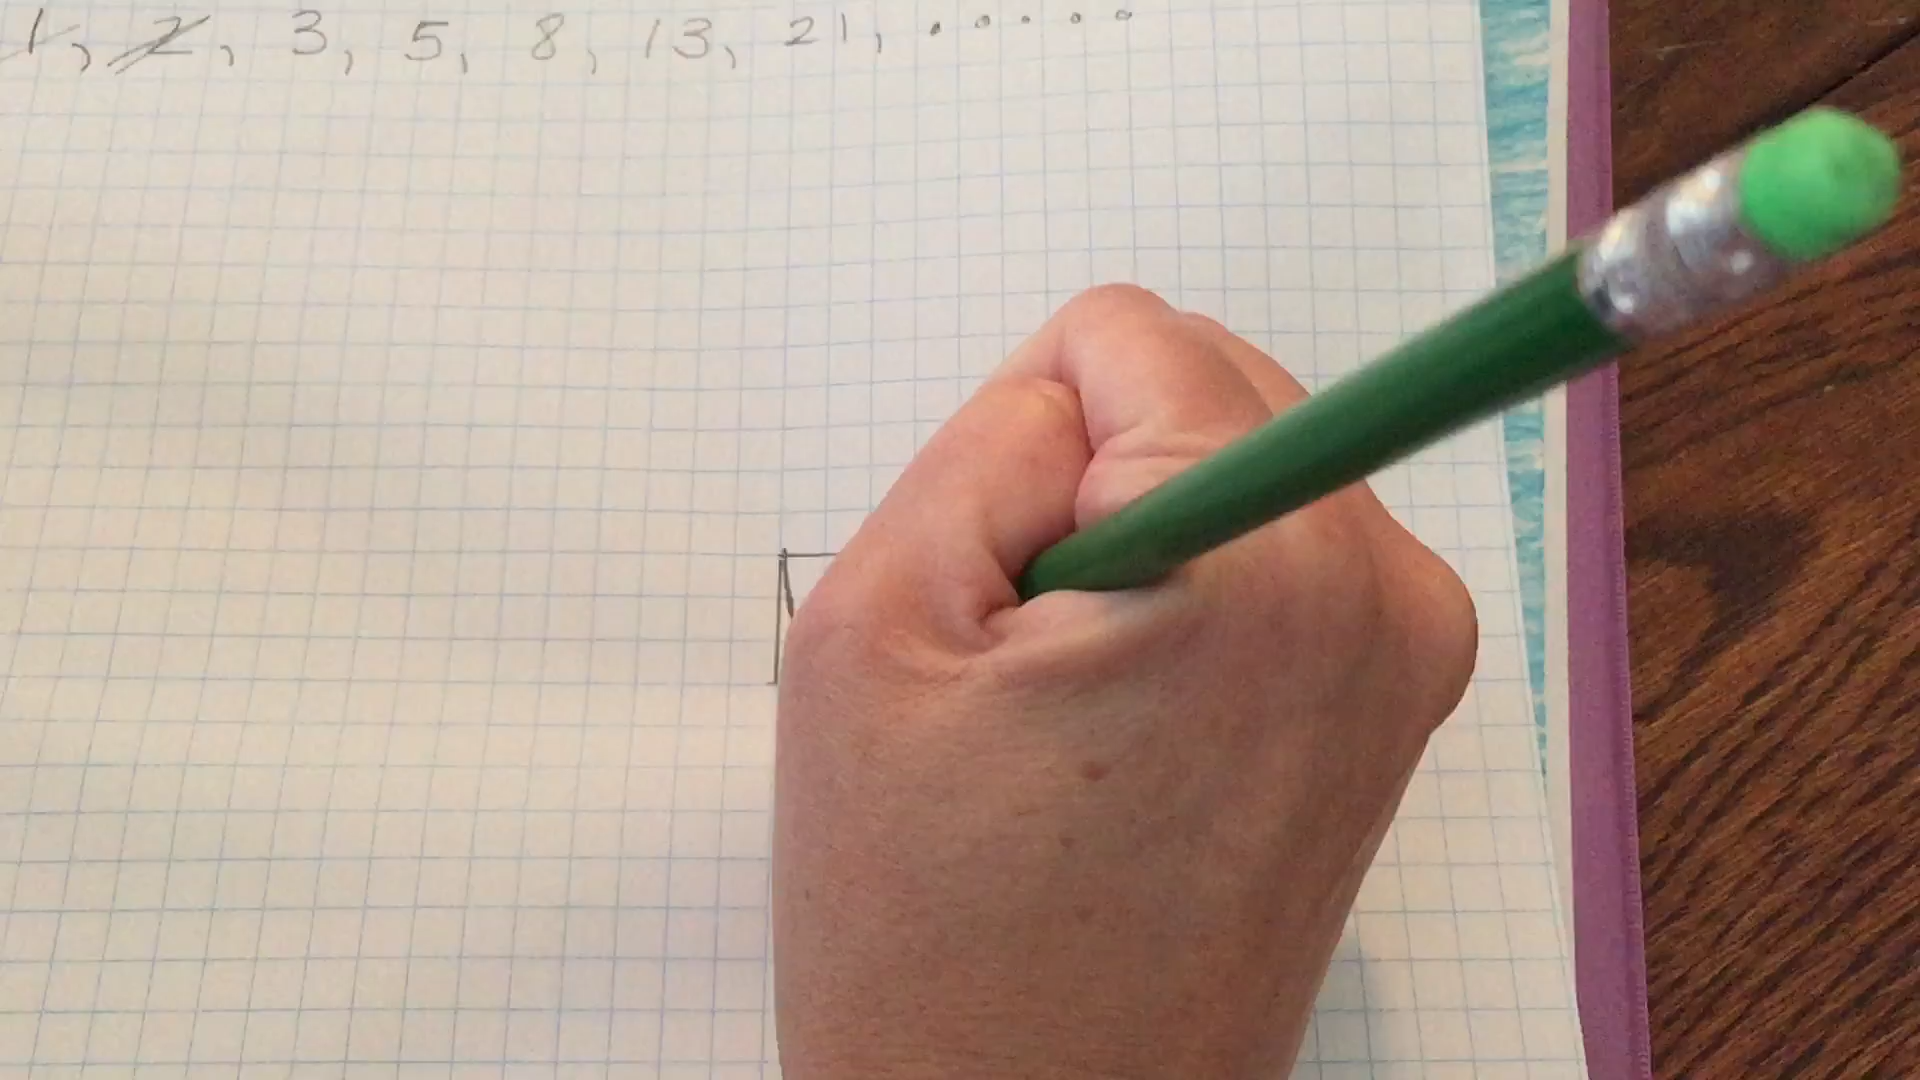 1, 2, 3, 5, 8, 13, 21, .....